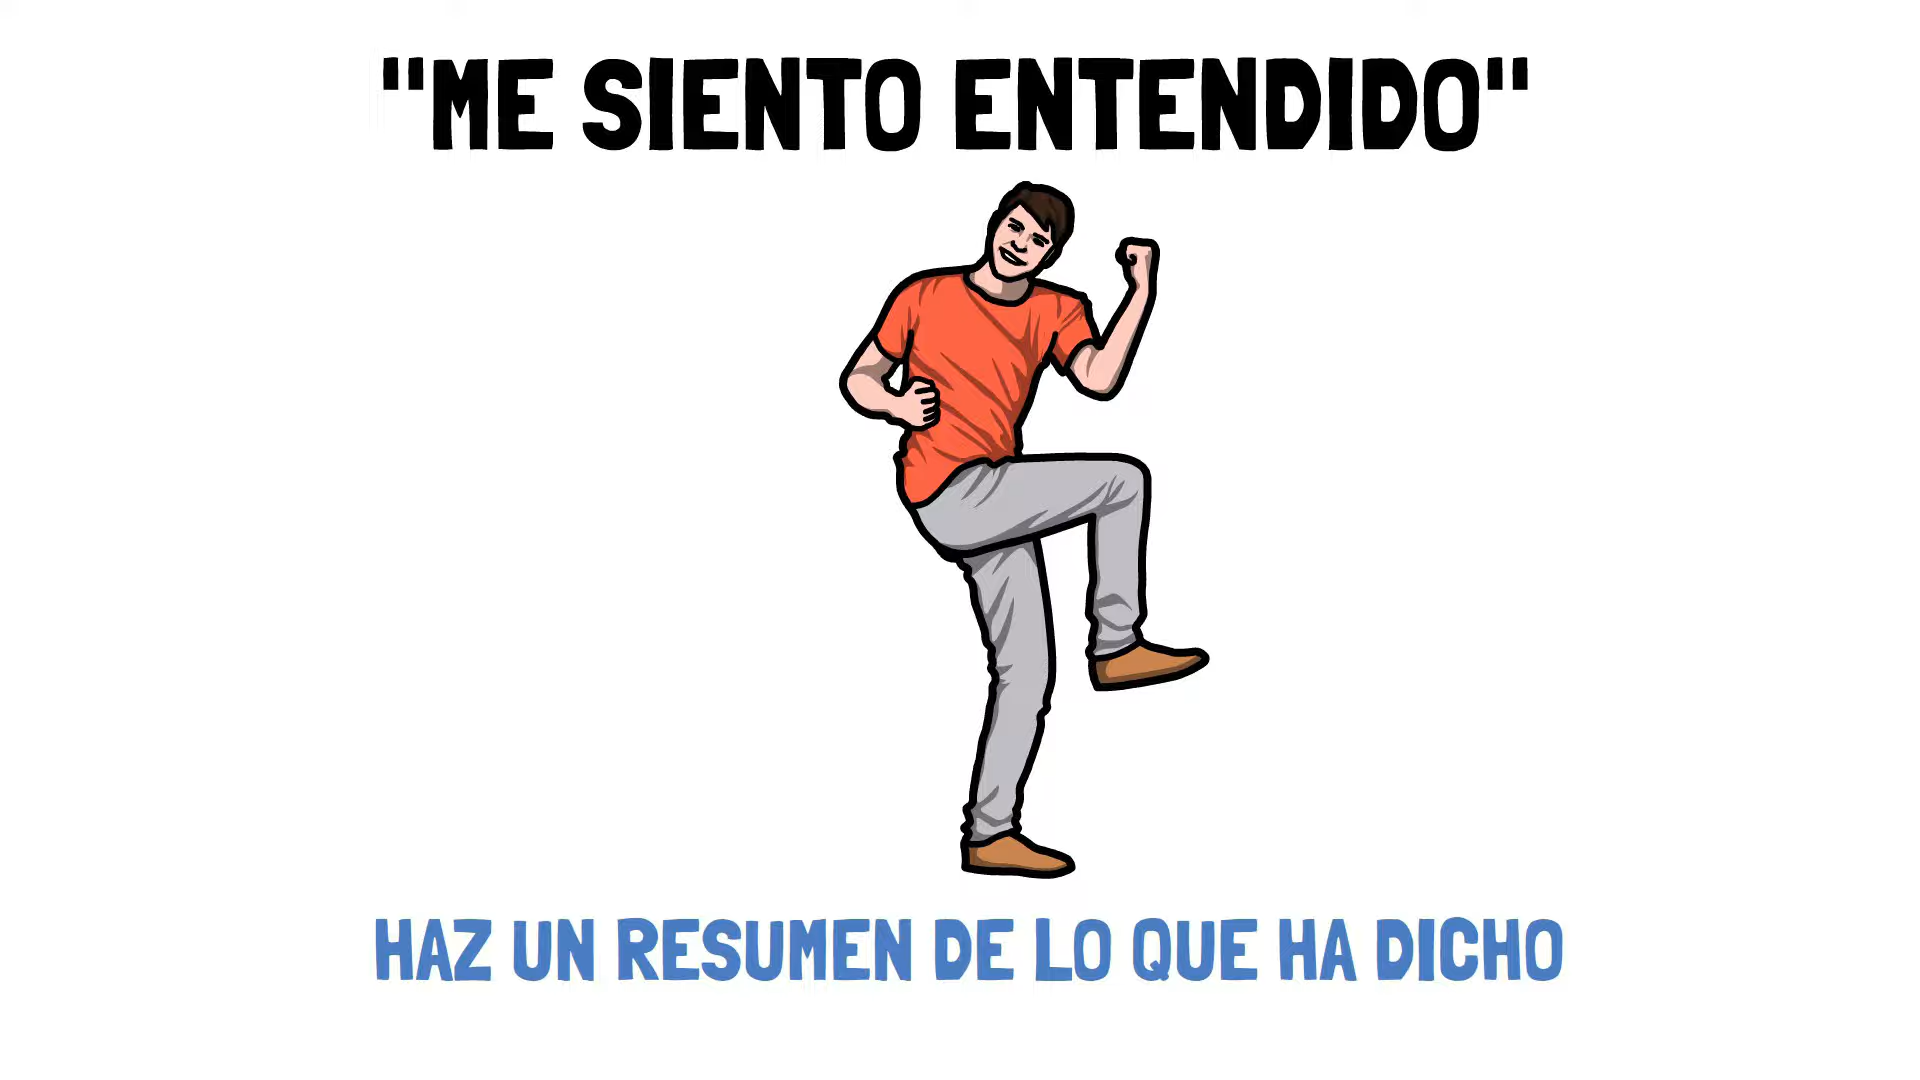 "ME SIENTO ENTENDIDO"
HAZ UN RESUMEN DE LO QUE HA DICHO